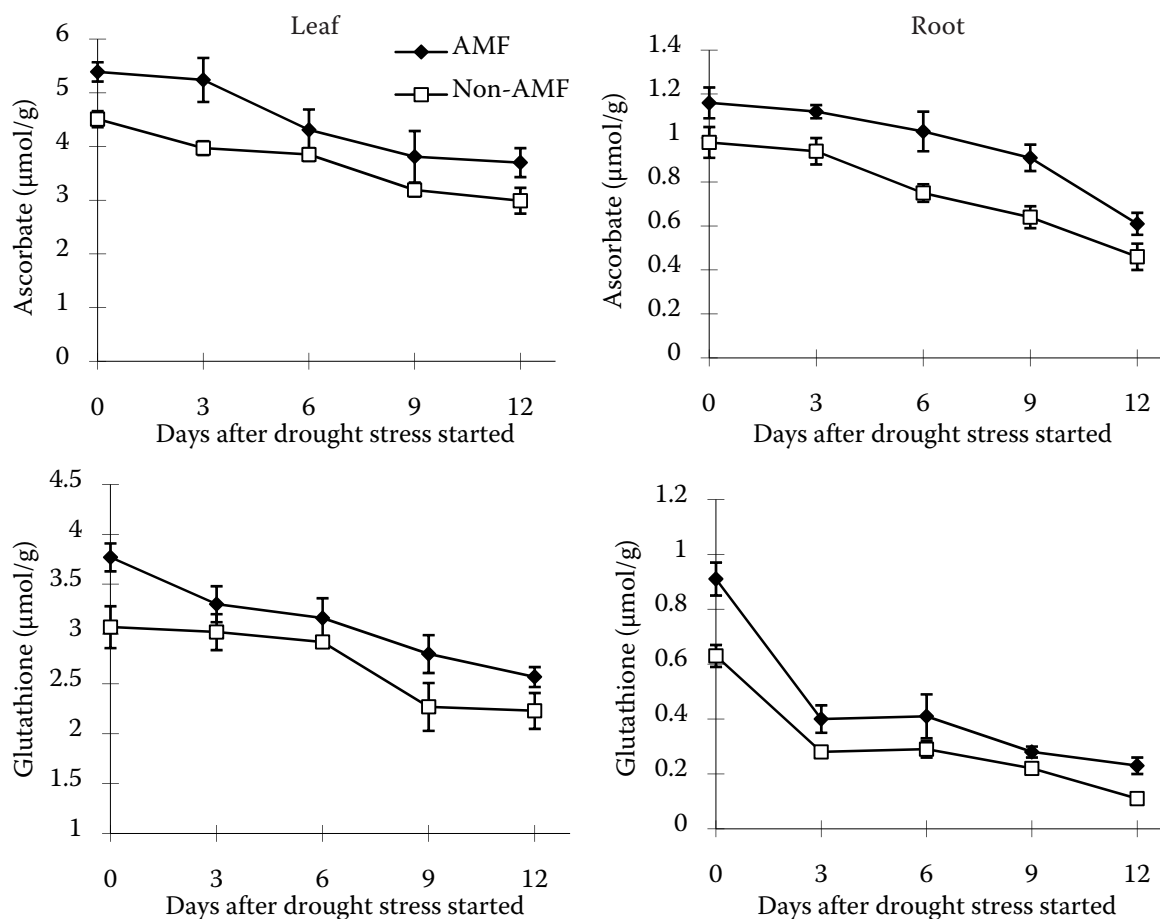 Leaf
AMF
Non-AMF
Ascorbate (µmol/g)
6
5
4
3
2
1
0
0 3 6 9 12
Days after drought stress started
Root
Ascorbate (µmol/g)
1.4
1.2
1
0.8
0.6
0.4
0.2
0
0 3 6 9 12
Days after drought stress started
Glutathione (µmol/g)
4.5
4
3.5
3
2.5
2
1.5
1
0 3 6 9 12
Days after drought stress started
Glutathione (µmol/g)
1.2
1
0.8
0.6
0.4
0.2
0
0 3 6 9 12
Days after drought stress started